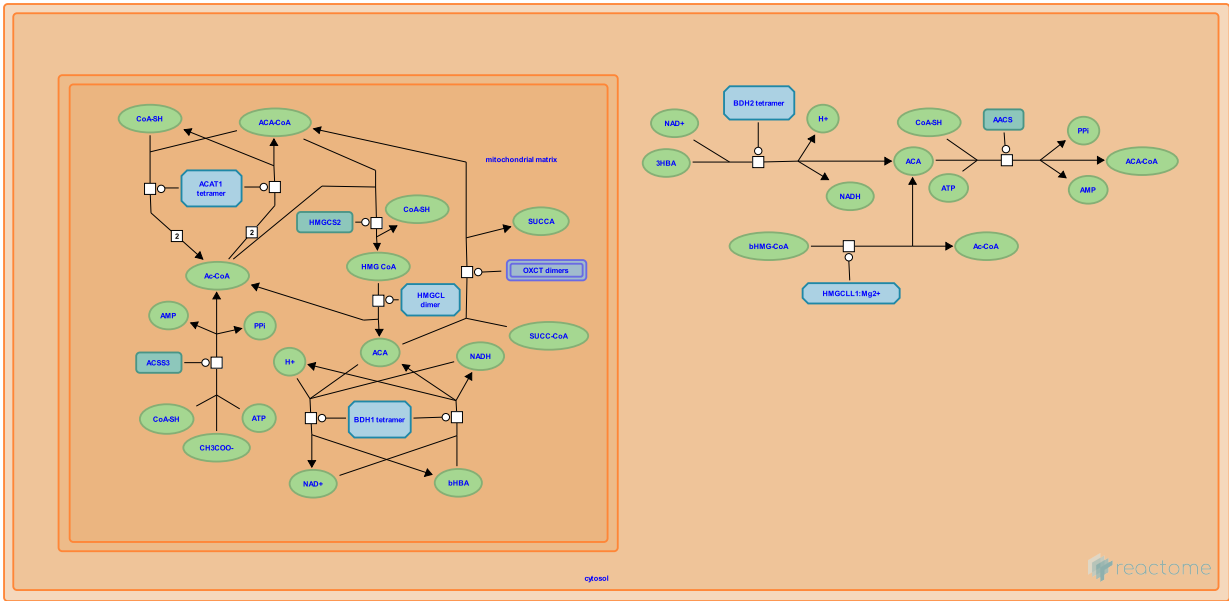 CoA-SH
ACA-CoA
mitochondrial matrix
ACAT1
tetramer
HMGCS2
CoA-SH
SUCCA
2
2
Ac-CoA
HMG CoA
OXCT dimers
HMGCL
dimer
AMP
PPi
SUCC-CoA
ACSS3
H+
ACA
NADH
CoA-SH
ATP
BDH1 tetramer
CH3COO-
NAD+
bHBA
BDH2 tetramer
NAD+
H+
CoA-SH
AACS
PPi
3HBA
ACA
ACA-CoA
NADH
ATP
AMP
bHMG-CoA
Ac-CoA
HMGCLL1:Mg2+
cytosol
reactome